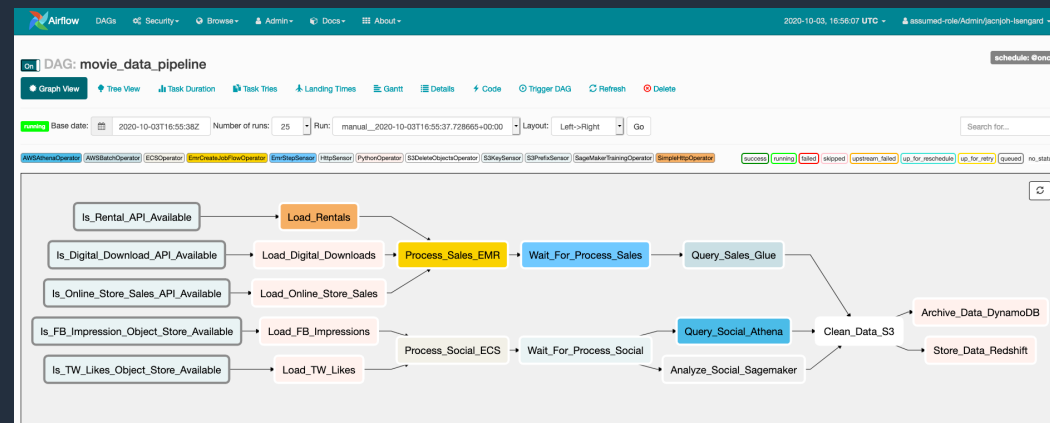 Airflow DAGs Security Browse Admin Docs About 2020-10-03, 16:56:07 UTC assumed-role/Admin/jacnjoh-Isengard
On DAG: movie_data_pipeline schedule: @onc
Graph View Tree View Task Duration Task Tries Landing Times Gantt Details Code Trigger DAG Refresh Delete
running Base date: 2020-10-03T16:55:38Z Number of runs: 25 Run: manual__2020-10-03T16:55:37.728665+00:00 Layout: Left->Right Go Search for...
AWSAthenaOperator AWSBatchOperator ECSOperator EmrCreateJobFlowOperator EmrStepSensor HttpSensor PythonOperator S3DeleteObjectsOperator S3KeySensor S3PrefixSensor SageMakerTrainingOperator SimpleHttpOperator success running failed skipped upstream_failed up_for_reschedule up_for_retry queued no_statu
Is_Rental_API_Available Load_Rentals
Is_Digital_Download_API_Available Load_Digital_Downloads Process_Sales_EMR Wait_For_Process_Sales Query_Sales_Glue
Is_Online_Store_Sales_API_Available Load_Online_Store_Sales
Archive_Data_DynamoDB
Is_FB_Impression_Object_Store_Available Load_FB_Impressions Query_Social_Athena Clean_Data_S3
Process_Social_ECS Wait_For_Process_Social Store_Data_Redshift
Is_TW_Likes_Object_Store_Available Load_TW_Likes Analyze_Social_Sagemaker